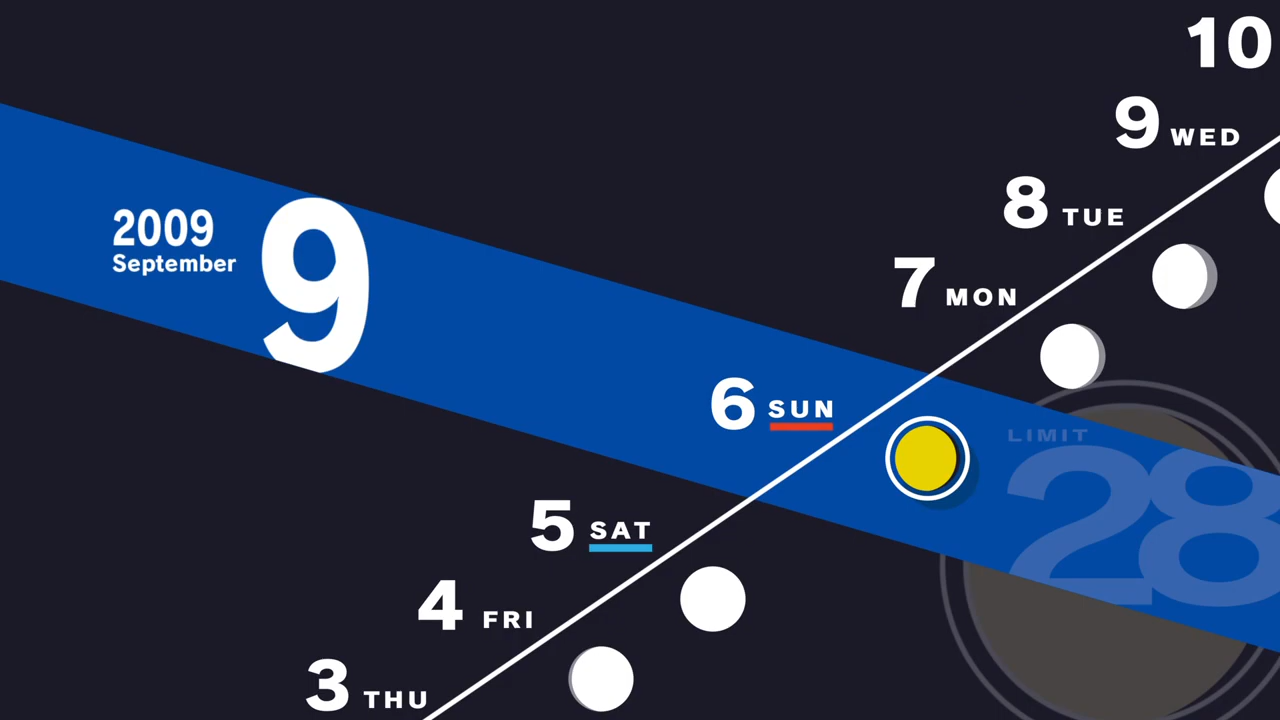 10
9 WED
8 TUE
2009
September
9
7 MON
6 SUN
LIMIT
28
5 SAT
4 FRI
3 THU